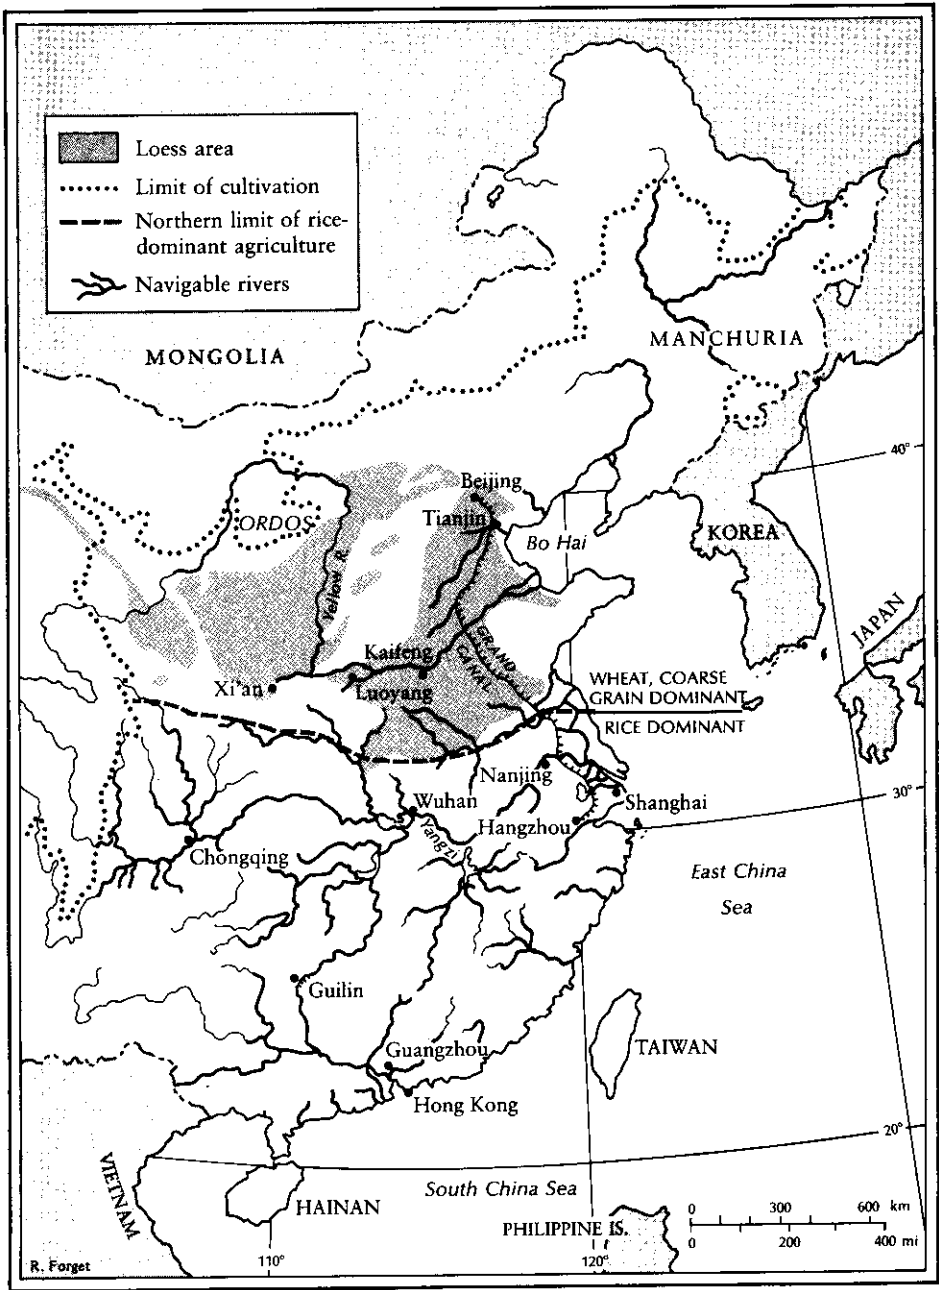 Loess area
Limit of cultivation
Northern limit of rice-
dominant agriculture
Navigable rivers
MONGOLIA
MANCHURIA
40°
Beijing
ORDOS
Tianjin
KOREA
Bo Hai
Yellow R.
JAPAN
GRAND
CANAL
Kaifeng
Xi'an
Luoyang
WHEAT, COARSE
GRAIN DOMINANT
RICE DOMINANT
Nanjing
30°
Wuhan
Shanghai
Hangzhou
Yangzi
Chongqing
East China
Sea
Guilin
Guangzhou
TAIWAN
Hong Kong
20°
VIETNAM
South China Sea
HAINAN
PHILIPPINE IS.
0 300 600 km
0 200 400 mi
R. Forget
110°
120°